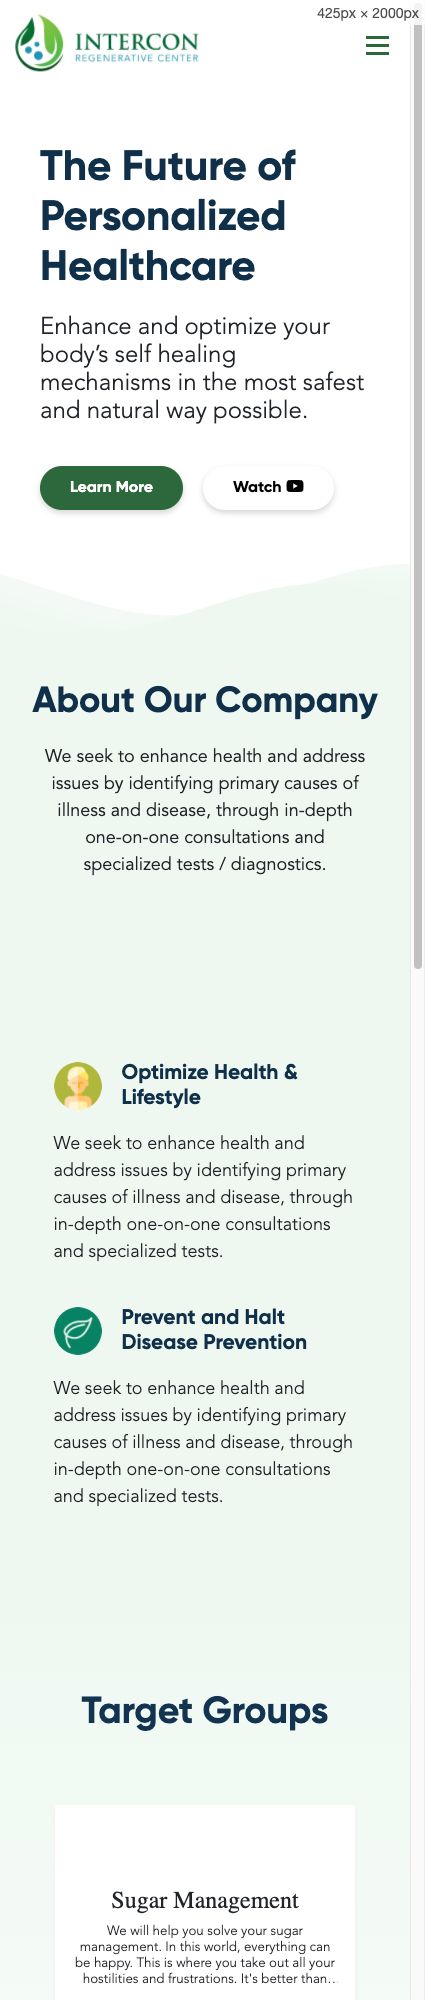 425px × 2000px
INTERCON
REGENERATIVE CENTER
The Future of
Personalized
Healthcare
Enhance and optimize your
body’s self healing
mechanisms in the most safest
and natural way possible.
Learn More
Watch
About Our Company
We seek to enhance health and address
issues by identifying primary causes of
illness and disease, through in-depth
one-on-one consultations and
specialized tests / diagnostics.
Optimize Health &
Lifestyle
We seek to enhance health and
address issues by identifying primary
causes of illness and disease, through
in-depth one-on-one consultations
and specialized tests.
Prevent and Halt
Disease Prevention
We seek to enhance health and
address issues by identifying primary
causes of illness and disease, through
in-depth one-on-one consultations
and specialized tests.
Target Groups
Sugar Management
We will help you solve your sugar
management. In this world, everything can
be happy. This is where you take out all your
hostilities and frustrations. It's better than...